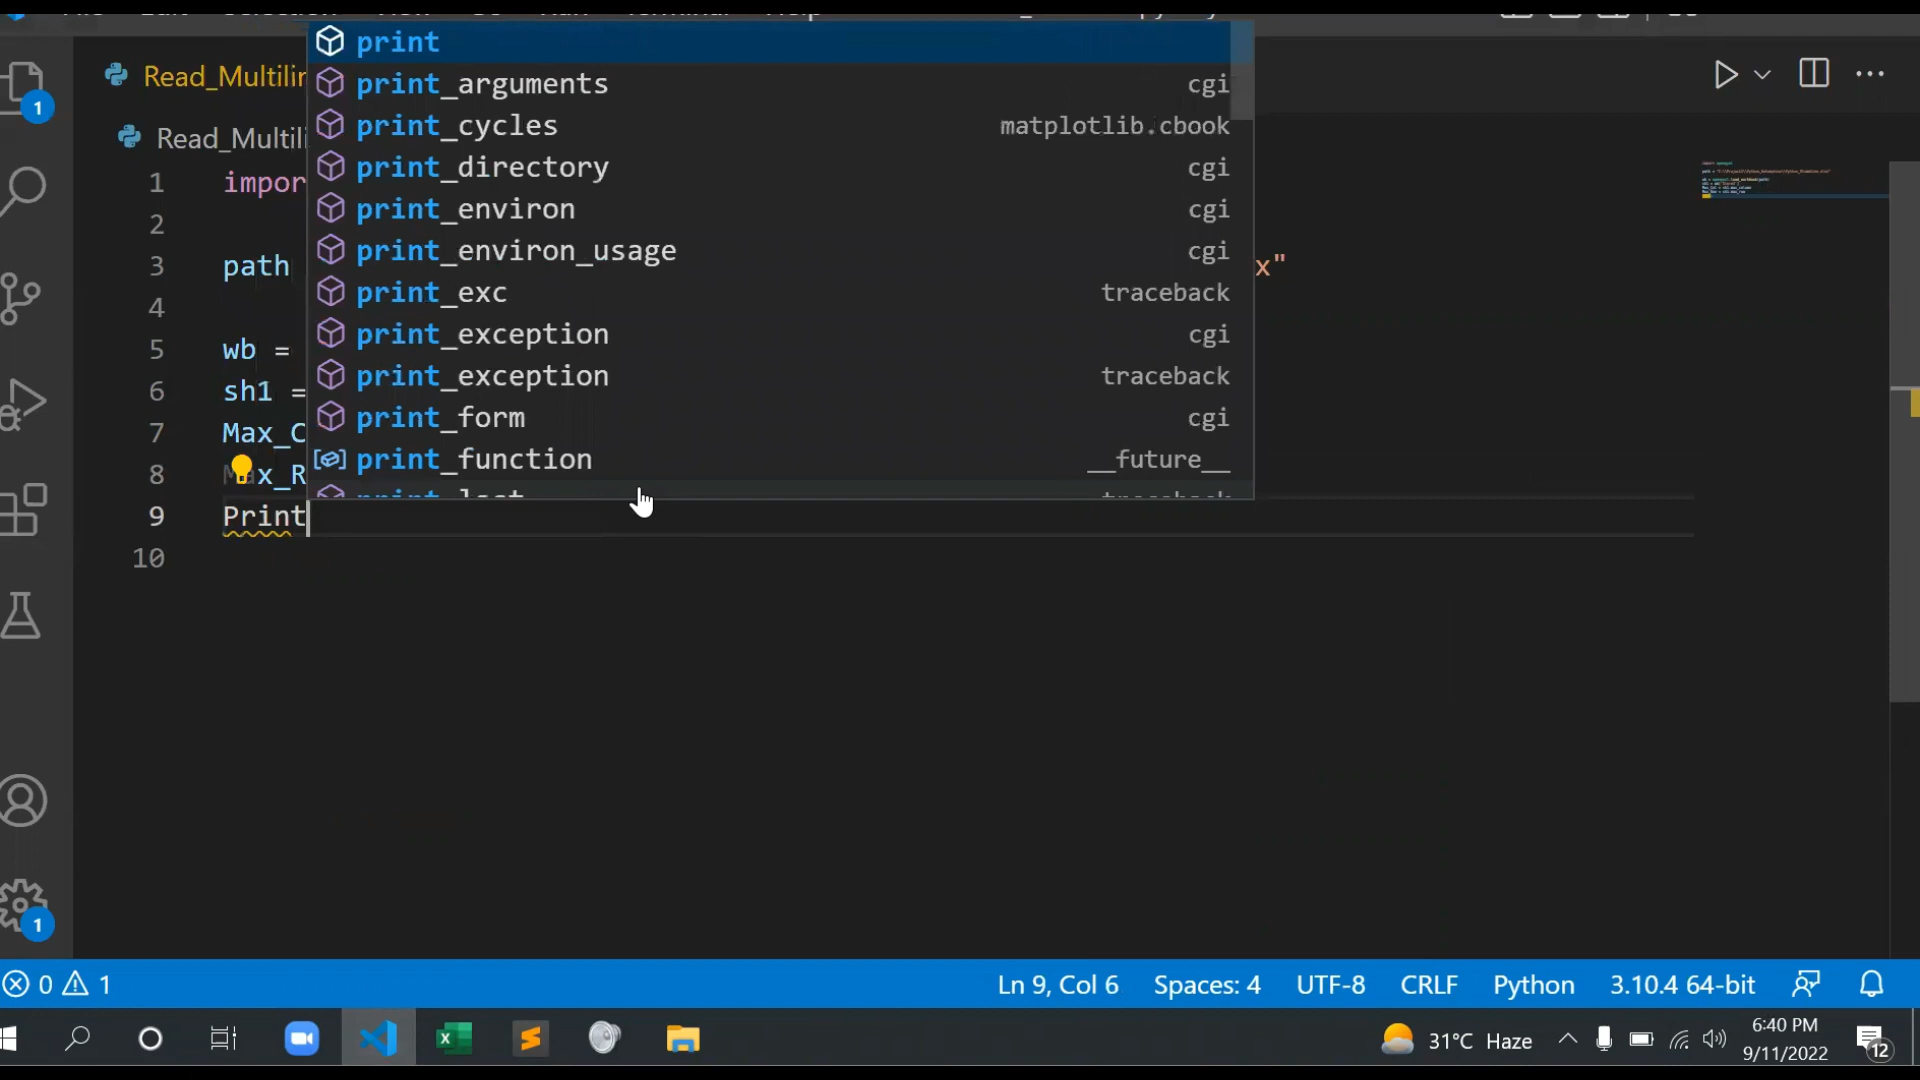 print
print_arguments cgi
Read_Multilin
print_cycles matplotlib.cbook
Read_Multili
print_directory cgi
1 impor
print_environ cgi
2
print_environ_usage cgi
3 path x"
print_exc traceback
4
print_exception cgi
5 wb =
print_exception traceback
6 sh1 =
print_form cgi
7 Max_C
print_function __future__
8 Max_R
9 Print
10
1
1
0 1
Ln 9, Col 6 Spaces: 4 UTF-8 CRLF Python 3.10.4 64-bit
31°C Haze
6:40 PM
9/11/2022
12